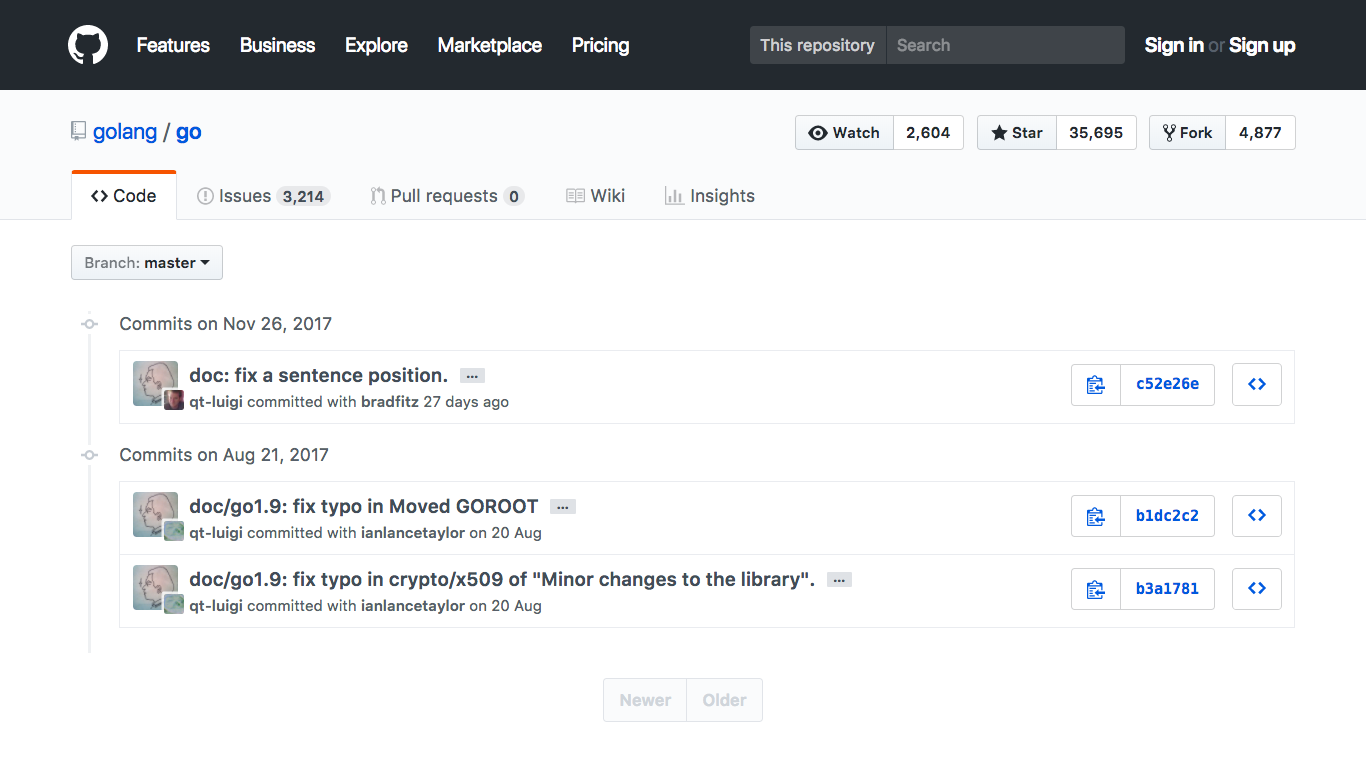 Features Business Explore Marketplace Pricing This repository Search Sign in or Sign up
golang / go Watch 2,604 Star 35,695 Fork 4,877
Code Issues 3,214 Pull requests 0 Wiki Insights
Branch: master
Commits on Nov 26, 2017
doc: fix a sentence position. …
c52e26e
qt-luigi committed with bradfitz 27 days ago
Commits on Aug 21, 2017
doc/go1.9: fix typo in Moved GOROOT …
b1dc2c2
qt-luigi committed with ianlancetaylor on 20 Aug
doc/go1.9: fix typo in crypto/x509 of "Minor changes to the library". …
b3a1781
qt-luigi committed with ianlancetaylor on 20 Aug
Newer Older